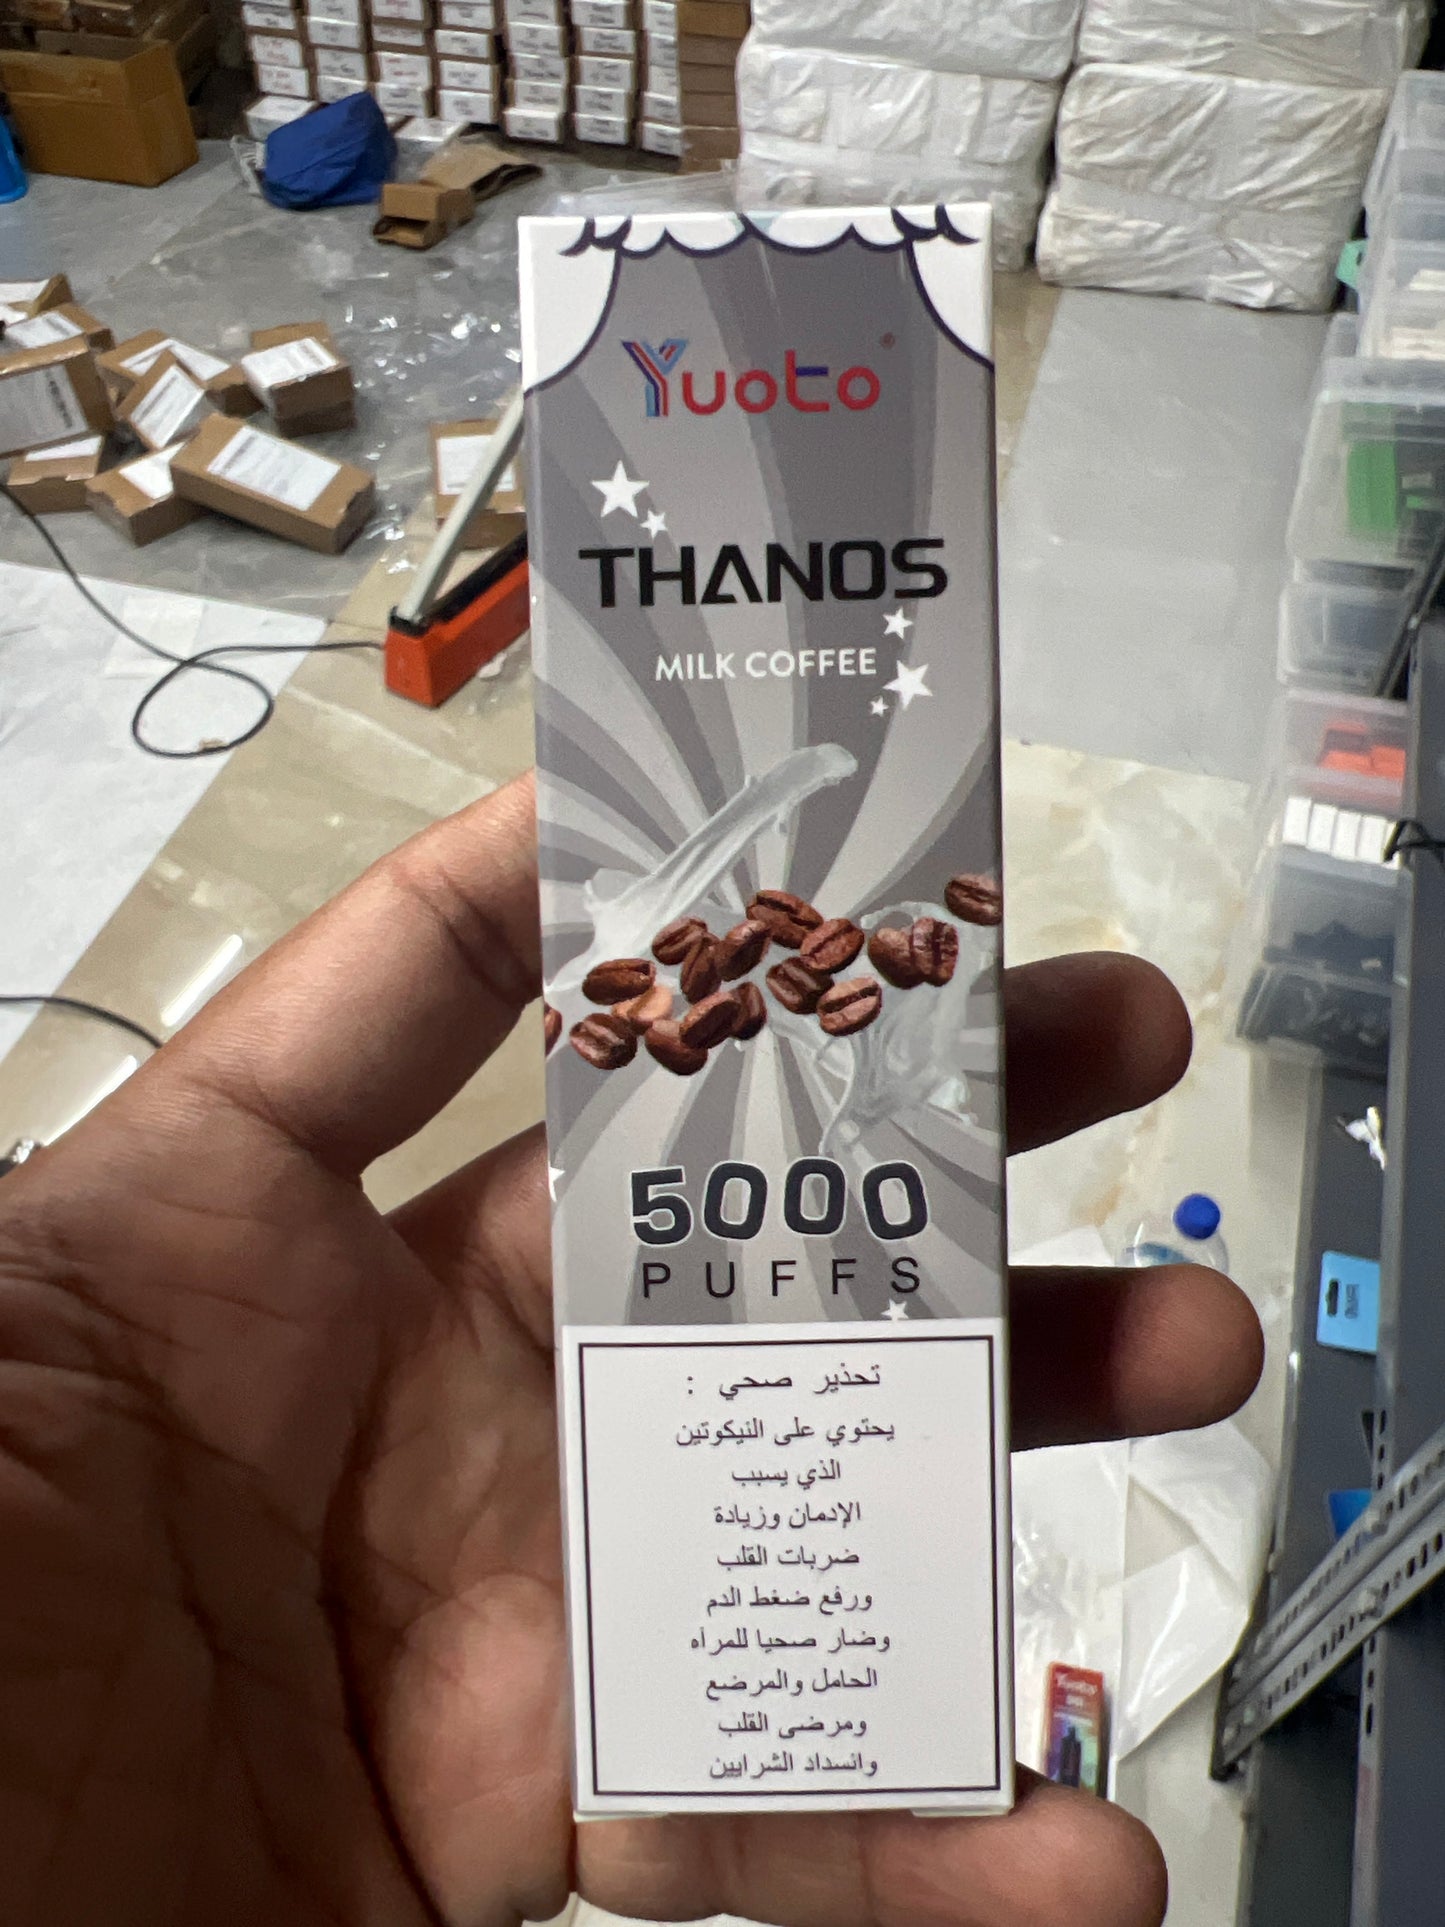 Yuoto®
THANOS
MILK COFFEE
5000
PUFFS
تحذير صحي :
يحتوي على النيكوتين
الذي يسبب
الإدمان وزيادة
ضربات القلب
ورفع ضغط الدم
وضار صحيا للمرأه
الحامل والمرضع
ومرضى القلب
وانسداد الشرايين